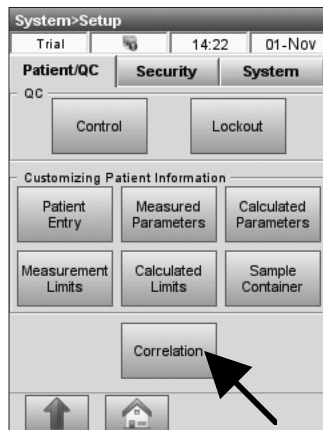 System>Setup
Trial 14:22 01-Nov
Patient/QC Security System
QC
Control Lockout
Customizing Patient Information
Patient Entry Measured Parameters Calculated Parameters
Measurement Limits Calculated Limits Sample Container
Correlation